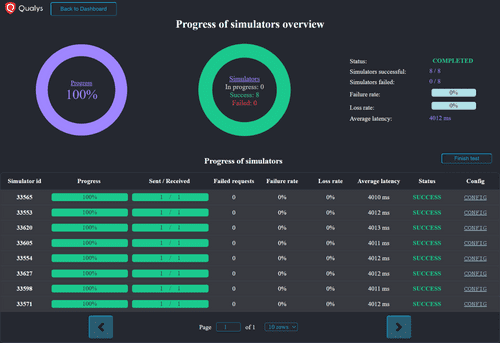 Qualys
Back to Dashboard
Progress of simulators overview
Progress
100%
Simulators
In progress: 0
Success: 8
Failed: 0
Status: COMPLETED
Simulators successful: 8 / 8
Simulators failed: 0 / 8
Failure rate: 0%
Loss rate: 0%
Average latency: 4012 ms
Progress of simulators
Finish test
Simulator id Progress Sent / Received Failed requests Failure rate Loss rate Average latency Status Config
33565 100% 1 / 1 0 0% 0% 4010 ms SUCCESS CONFIG
33553 100% 1 / 1 0 0% 0% 4012 ms SUCCESS CONFIG
33620 100% 1 / 1 0 0% 0% 4013 ms SUCCESS CONFIG
33605 100% 1 / 1 0 0% 0% 4011 ms SUCCESS CONFIG
33554 100% 1 / 1 0 0% 0% 4012 ms SUCCESS CONFIG
33627 100% 1 / 1 0 0% 0% 4012 ms SUCCESS CONFIG
33598 100% 1 / 1 0 0% 0% 4011 ms SUCCESS CONFIG
33571 100% 1 / 1 0 0% 0% 4012 ms SUCCESS CONFIG
Page 1 of 1 10 rows